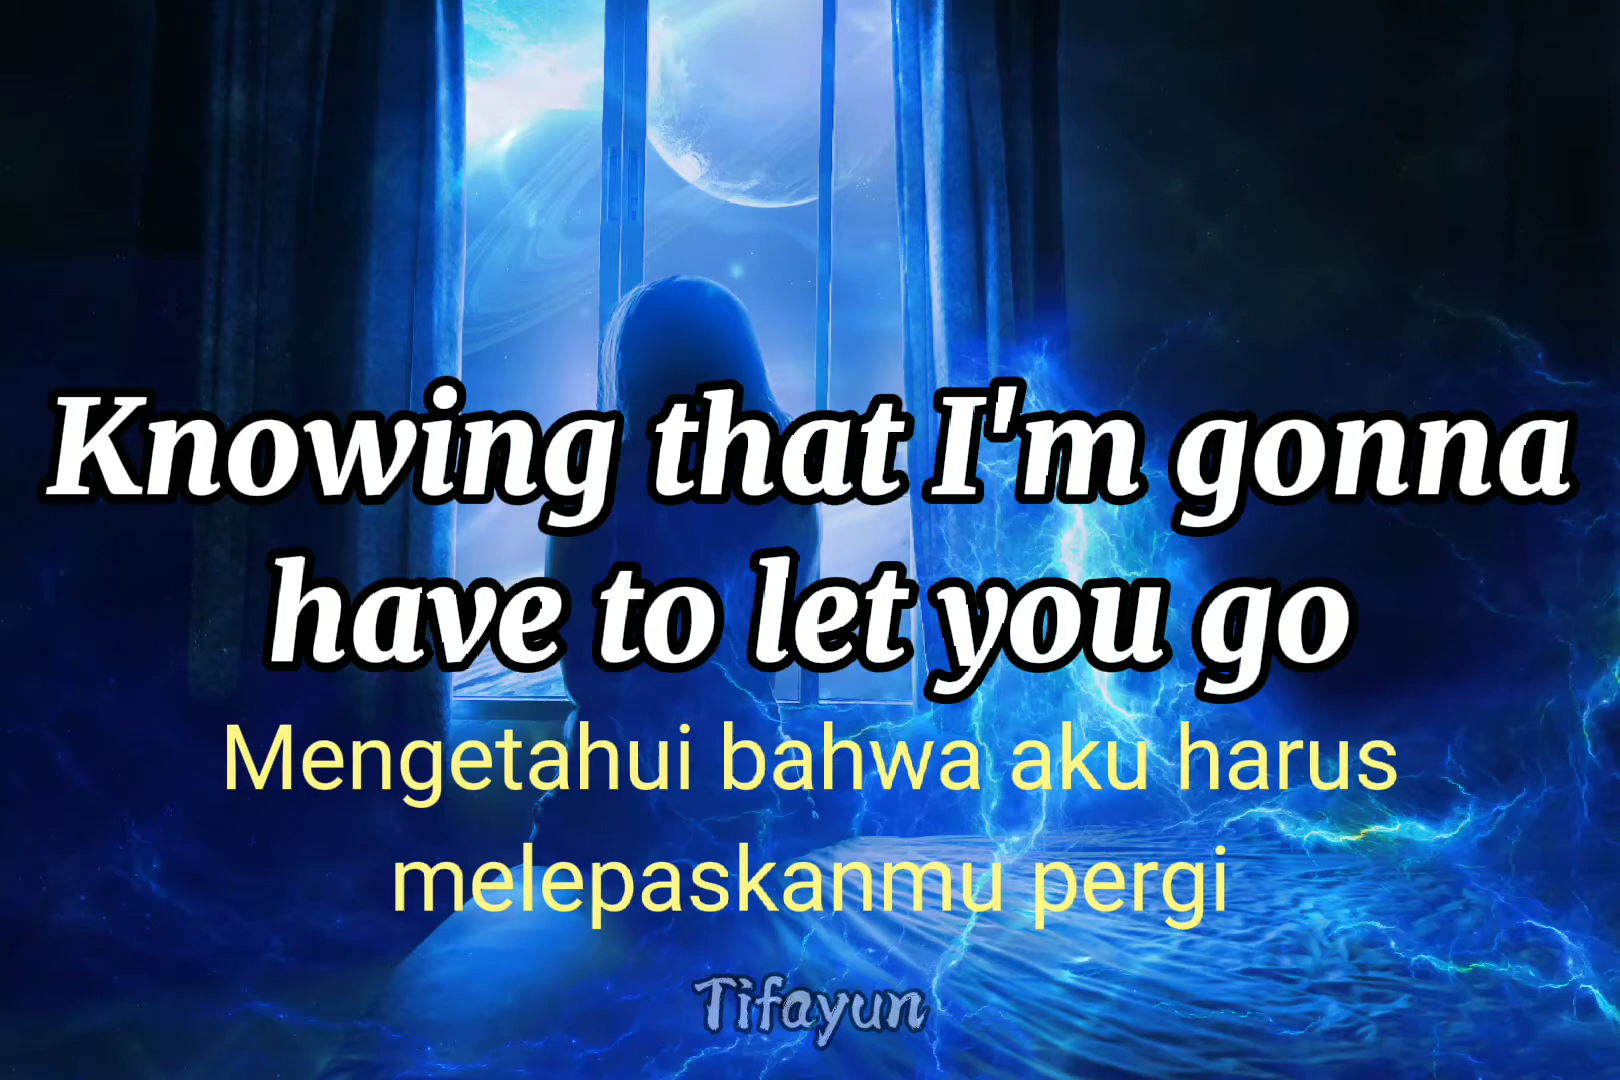 Knowing that I'm gonna
have to let you go
Mengetahui bahwa aku harus
melepaskanmu pergi
Tifayun